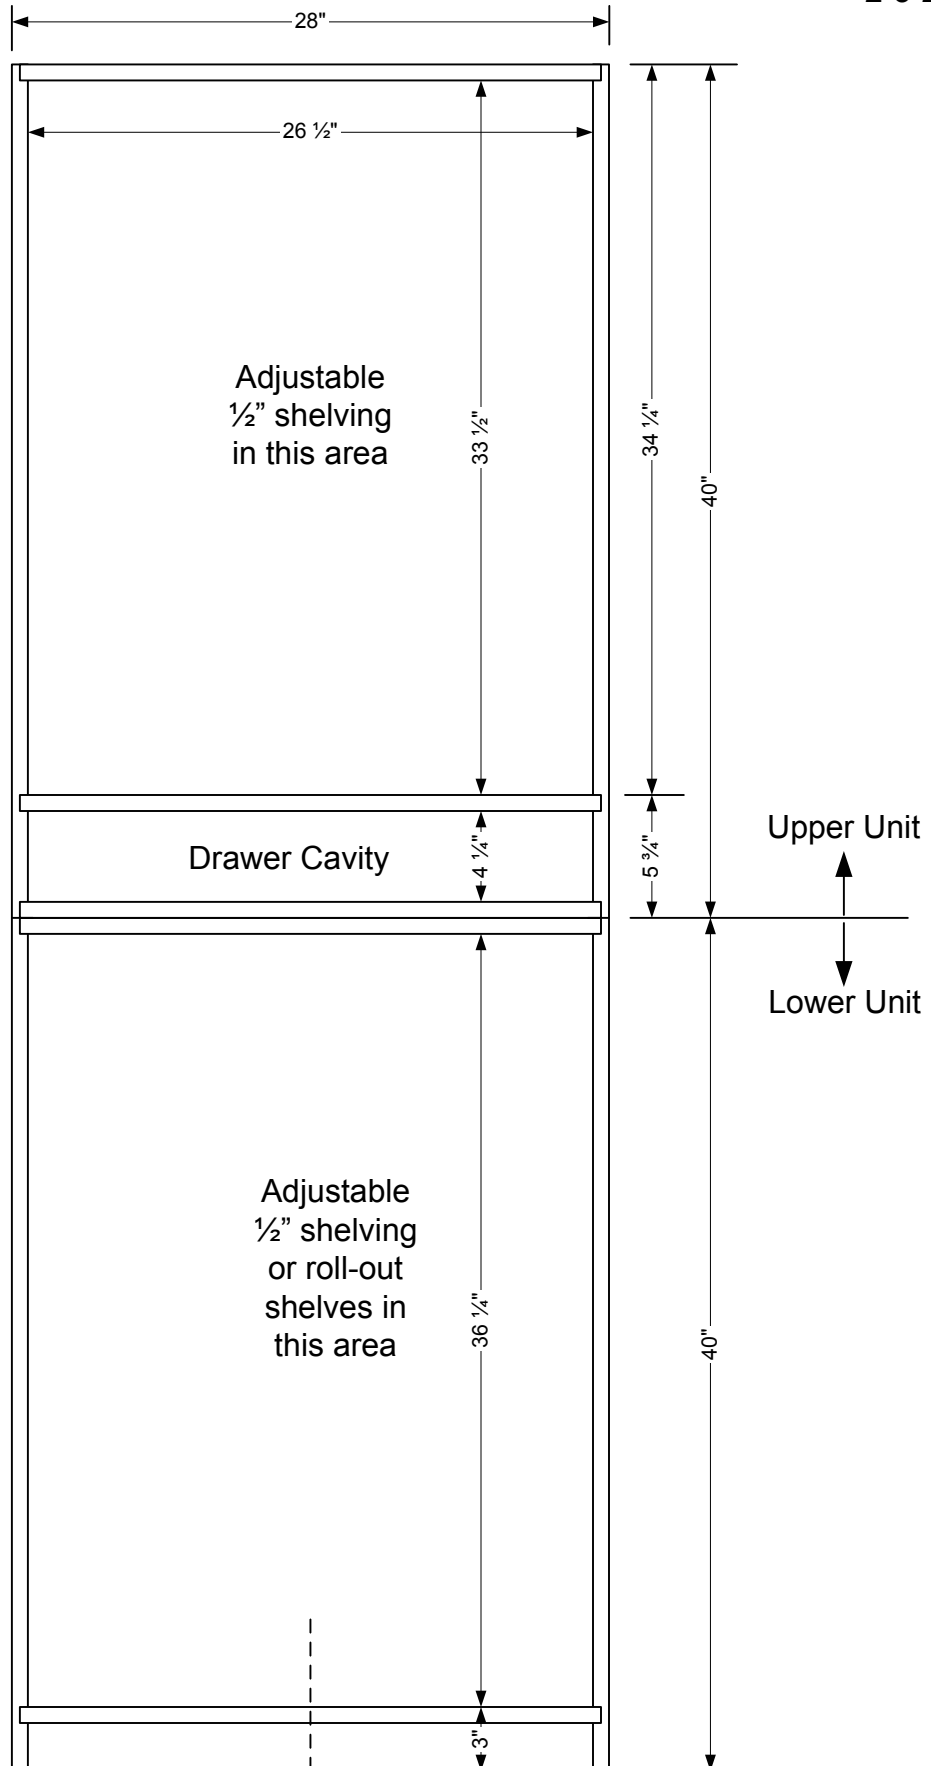 28"
26 ½"
Adjustable
½” shelving
in this area
33 ½"
34 ¼"
40"
Drawer Cavity
4 ¼"
5 ¾"
Upper Unit
Lower Unit
Adjustable
½” shelving
or roll-out
shelves in
this area
36 ¼"
40"
3"